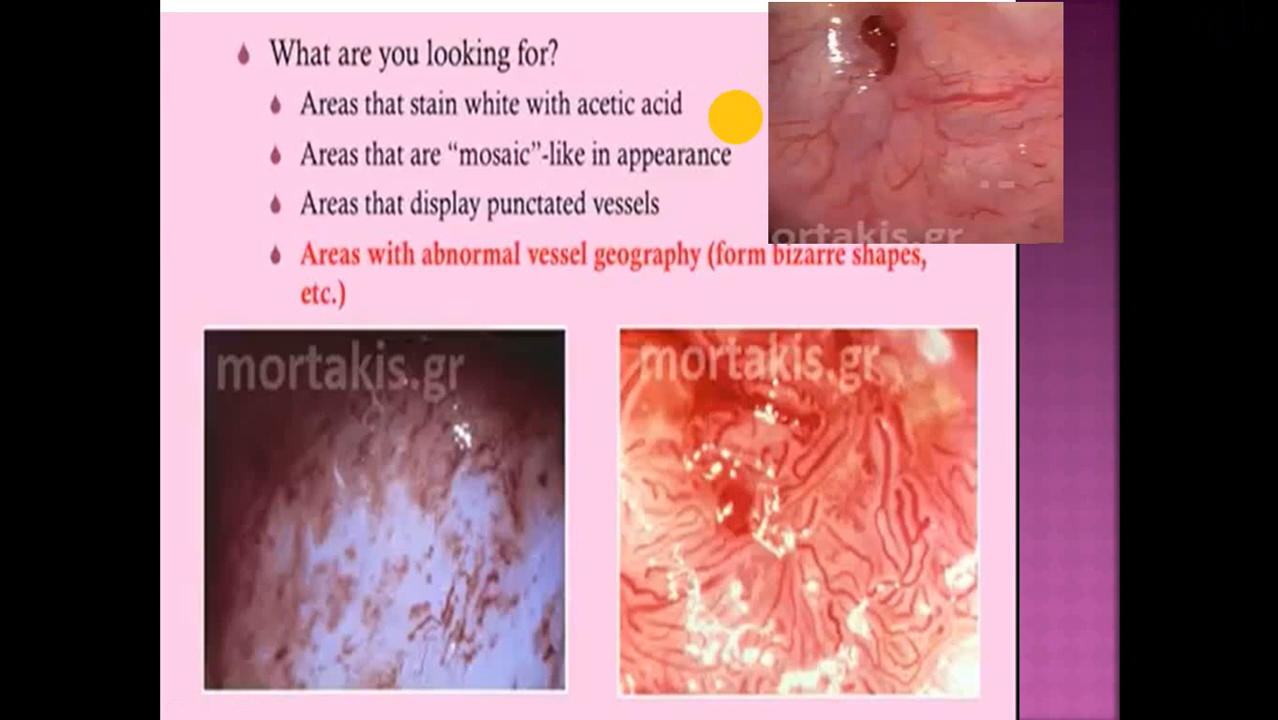 What are you looking for?
Areas that stain white with acetic acid
Areas that are “mosaic”-like in appearance
Areas that display punctated vessels
ortakis.gr
Areas with abnormal vessel geography (form bizarre shapes,
etc.)
mortakis.gr
mortakis.gr